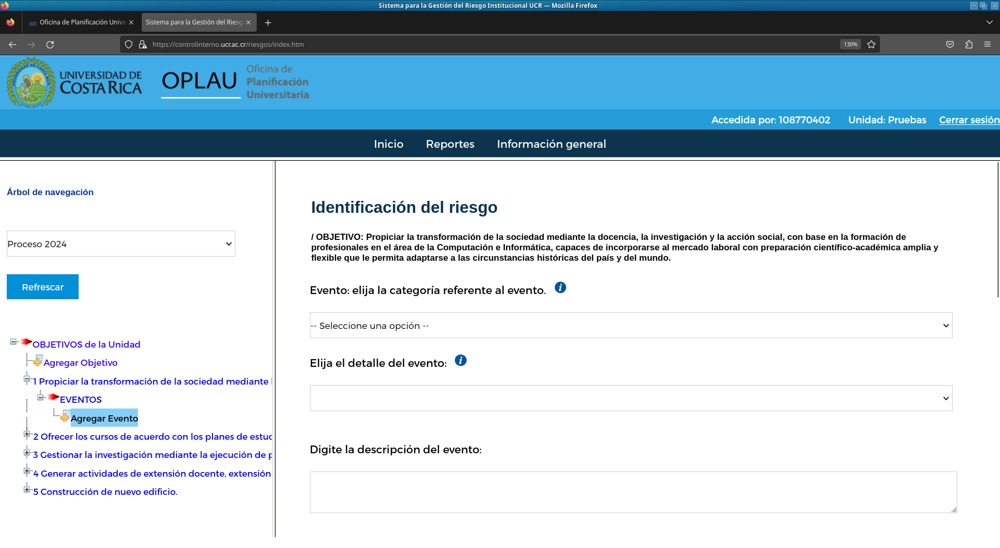 Sistema para la Gestión del Riesgo Institucional UCR — Mozilla Firefox
Oficina de Planificación Unive
Sistema para la Gestión del Riesg
https://controlinterno.ucr.ac.cr/riesgos/index.htm
130%
UNIVERSIDAD DE
COSTA RICA
OPLAU
Oficina de
Planificación
Universitaria
Accedida por: 108770402 Unidad: Pruebas Cerrar sesión
Inicio Reportes Información general
Árbol de navegación
Proceso 2024
Refrescar
OBJETIVOS de la Unidad
Agregar Objetivo
1 Propiciar la transformación de la sociedad mediante
EVENTOS
Agregar Evento
2 Ofrecer los cursos de acuerdo con los planes de estuc
3 Gestionar la investigación mediante la ejecución de p
4 Generar actividades de extensión docente, extensión
5 Construcción de nuevo edificio.
Identificación del riesgo
/ OBJETIVO: Propiciar la transformación de la sociedad mediante la docencia, la investigación y la acción social, con base en la formación de
profesionales en el área de la Computación e Informática, capaces de incorporarse al mercado laboral con preparación científico-académica amplia y
flexible que le permita adaptarse a las circunstancias históricas del país y del mundo.
Evento: elija la categoría referente al evento.
-- Seleccione una opción --
Elija el detalle del evento:
Digite la descripción del evento: